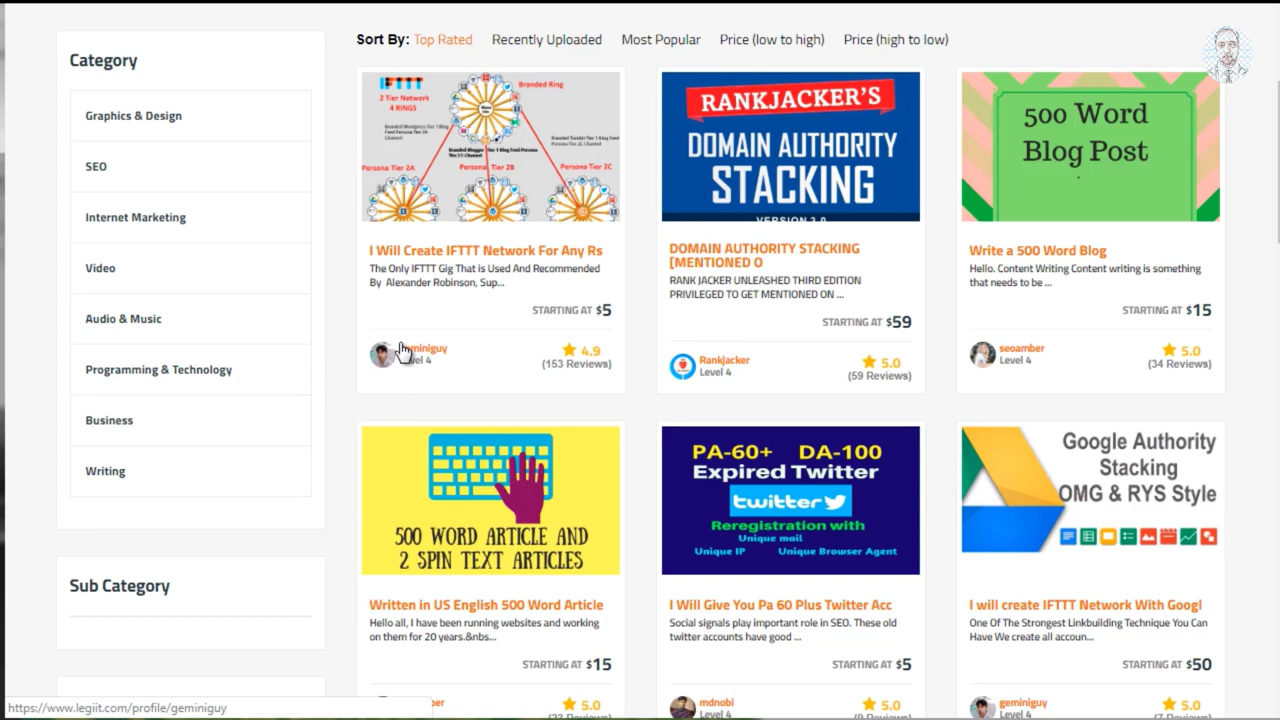 Category
Graphics & Design
SEO
Internet Marketing
Video
Audio & Music
Programming & Technology
Business
Writing
Sub Category
Sort By: Top Rated Recently Uploaded Most Popular Price (low to high) Price (high to low)
IFTTT
2 Tier Network
4 RINGS
Branded Ring
Persona Tier 2A
Persona Tier 2B
Persona Tier 2C
I Will Create IFTTT Network For Any Rs
The Only IFTTT Gig That is Used And Recommended
By Alexander Robinson, Sup...
STARTING AT $5
Level 4
4.9
(153 Reviews)
RANKJACKER'S
DOMAIN AUTHORITY
STACKING
VERSION 2.0
DOMAIN AUTHORITY STACKING
[MENTIONED O
RANK JACKER UNLEASHED THIRD EDITION
PRIVILEGED TO GET MENTIONED ON ...
STARTING AT $59
Rankjacker
Level 4
5.0
(59 Reviews)
500 Word
Blog Post
Write a 500 Word Blog
Hello. Content Writing Content writing is something
that needs to be ...
STARTING AT $15
seoamber
Level 4
5.0
(34 Reviews)
500 WORD ARTICLE AND
2 SPIN TEXT ARTICLES
Written in US English 500 Word Article
Hello all, I have been running websites and working
on them for 20 years.&nbs...
STARTING AT $15
5.0
PA-60+ DA-100
Expired Twitter
twitter
Reregistration with
Unique mail
Unique IP Unique Browser Agent
I Will Give You Pa 60 Plus Twitter Acc
Social signals play important role in SEO. These old
twitter accounts have good ...
STARTING AT $5
mdnobi
Level 4
5.0
Google Authority
Stacking
OMG & RYS Style
I will create IFTTT Network With Googl
One Of The Strongest Linkbuilding Technique You Can
Have We create all accoun...
STARTING AT $50
geminiguy
Level 4
5.0
https://www.legiit.com/profile/geminiguy